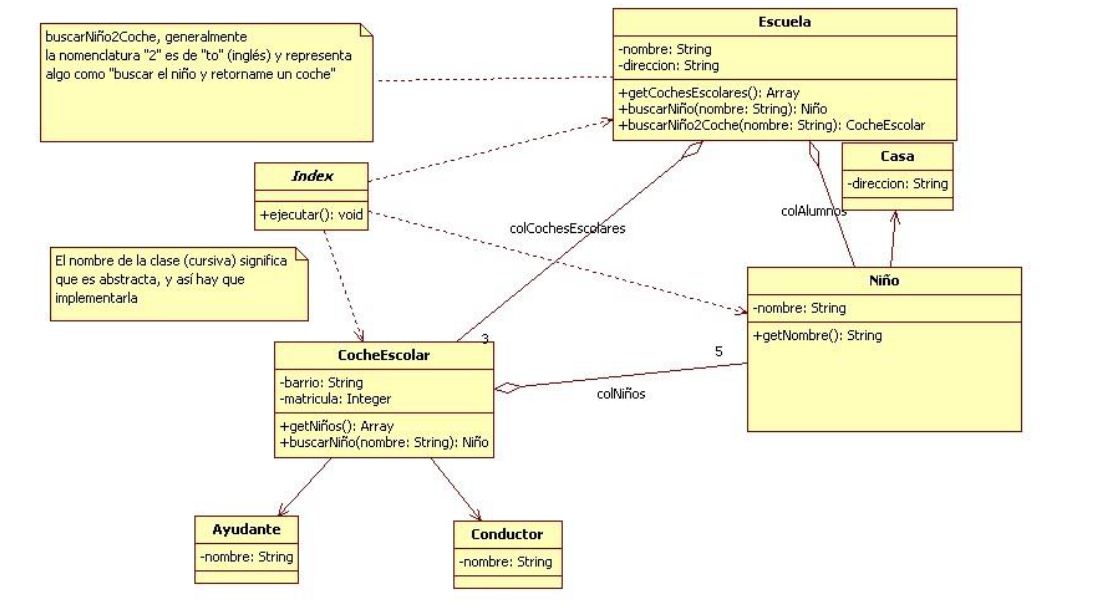 buscarNiño2Coche, generalmente
la nomenclatura "2" es de "to" (inglés) y representa
algo como "buscar el niño y retorname un coche"
Escuela
-nombre: String
-direccion: String
+getCochesEscolares(): Array
+buscarNiño(nombre: String): Niño
+buscarNiño2Coche(nombre: String): CocheEscolar
Casa
-direccion: String
Index
+ejecutar(): void
colAlumnos
colCochesEscolares
El nombre de la clase (cursiva) significa
que es abstracta, y así hay que
implementarla
Niño
-nombre: String
+getNombre(): String
3
5
CocheEscolar
-barrio: String
-matricula: Integer
+getNiños(): Array
+buscarNiño(nombre: String): Niño
colNiños
Ayudante
-nombre: String
Conductor
-nombre: String